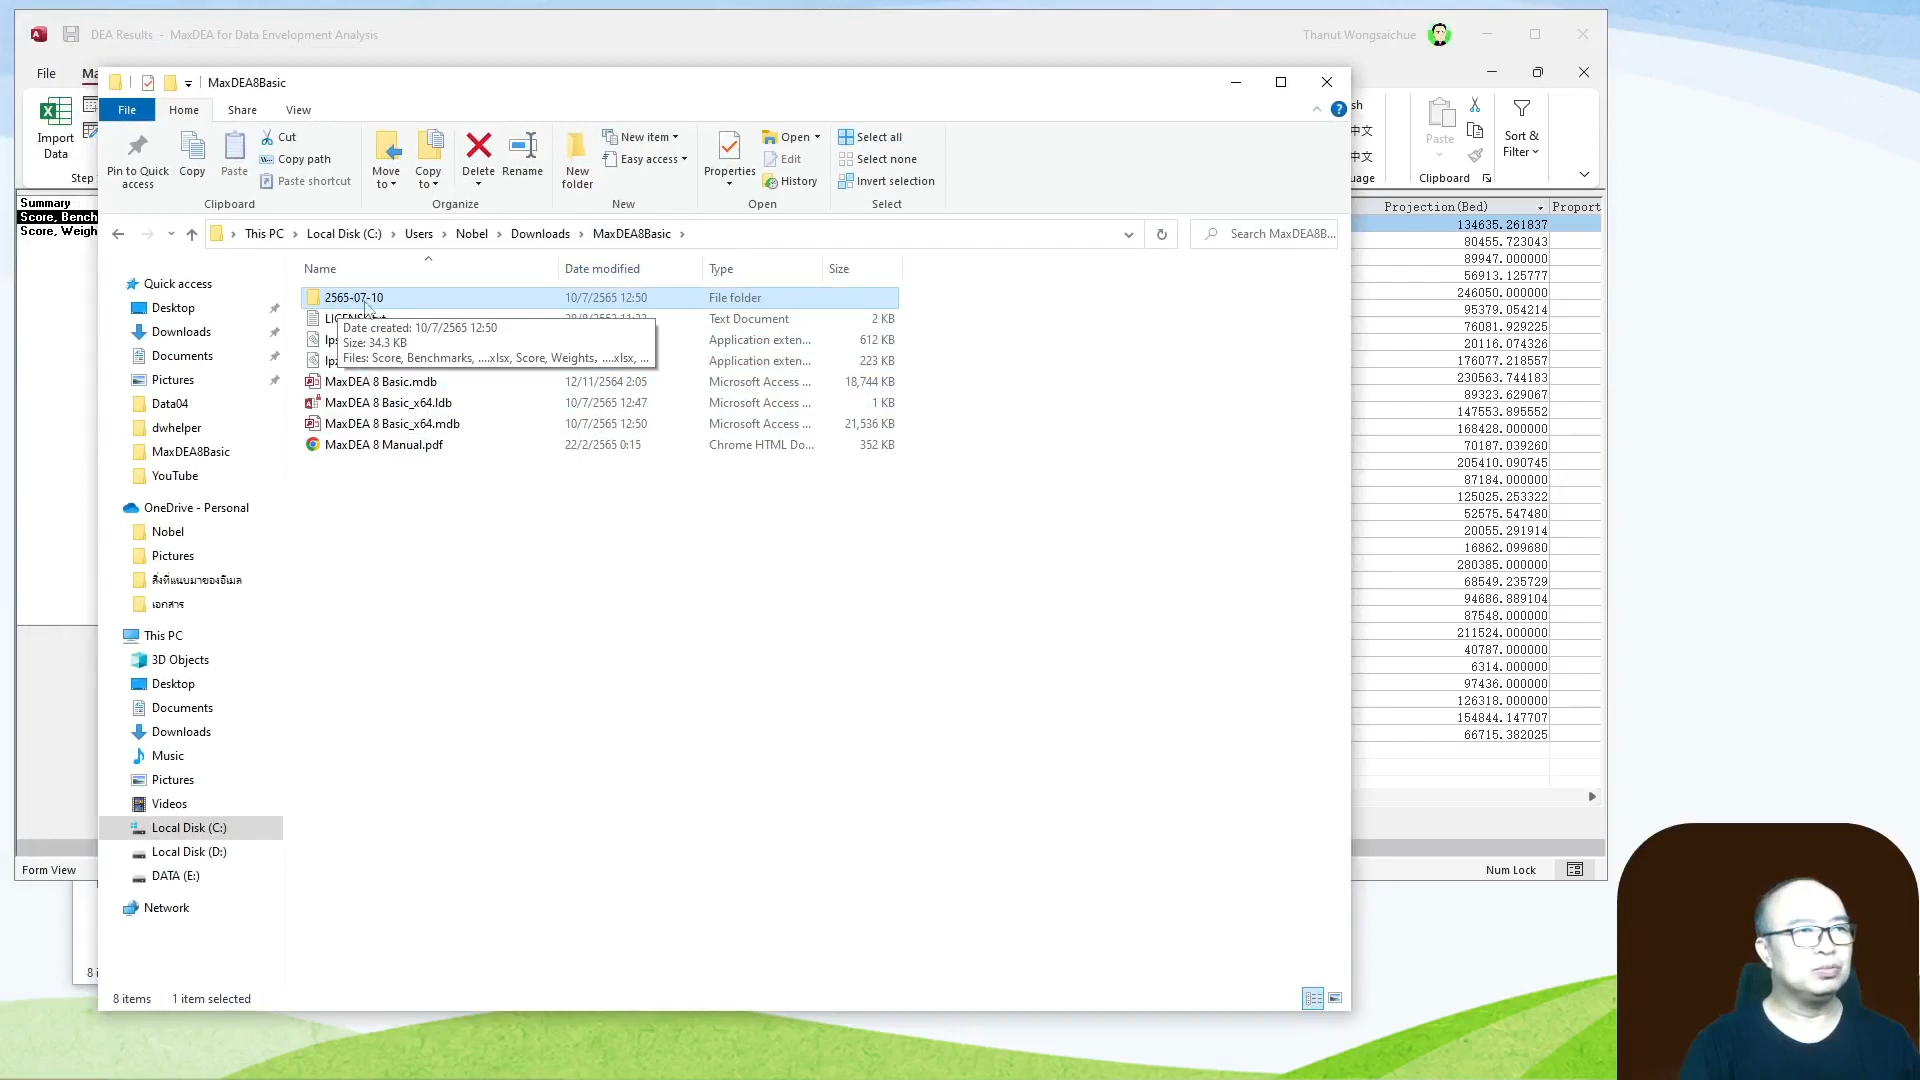 DEA Results - MaxDEA for Data Envelopment Analysis
Thanut Wongsaichue
File
Import
Data
MaxDEA8Basic
File
Home
Share
View
Pin to Quick
access
Copy
Paste
Cut
Copy path
Paste shortcut
Clipboard
Move
to
Copy
to
Delete
Rename
Organize
New
folder
New item
Easy access
New
Properties
Open
Edit
History
Open
Select all
Select none
Invert selection
Select
中文
中文
Paste
Clipboard
Sort &
Filter
This PC
Local Disk (C:)
Users
Nobel
Downloads
MaxDEA8Basic
Search MaxDEA8B...
Summary
Score, Bench
Score, Weigh
Name
Date modified
Type
Size
2565-07-10 10/7/2565 12:50 File folder
Text Document 2 KB
Application exten... 612 KB
Application exten... 223 KB
MaxDEA 8 Basic.mdb 12/11/2564 2:05 Microsoft Access ... 18,744 KB
MaxDEA 8 Basic_x64.ldb 10/7/2565 12:47 Microsoft Access ... 1 KB
MaxDEA 8 Basic_x64.mdb 10/7/2565 12:50 Microsoft Access ... 21,536 KB
MaxDEA 8 Manual.pdf 22/2/2565 0:15 Chrome HTML Do... 352 KB
Date created: 10/7/2565 12:50
Size: 34.3 KB
Files: Score, Benchmarks, ....xlsx, Score, Weights, ....xlsx, ...
Quick access
Desktop
Downloads
Documents
Pictures
Data04
dwhelper
MaxDEA8Basic
YouTube
OneDrive - Personal
Nobel
Pictures
สิ่งที่แนบมาของอีเมล
เอกสาร
This PC
3D Objects
Desktop
Documents
Downloads
Music
Pictures
Videos
Local Disk (C:)
Local Disk (D:)
DATA (E:)
Network
8 items
1 item selected
Projection(Bed)
Proport
134635.261837
80455.723043
89947.000000
56913.125777
246050.000000
95379.054214
76081.929225
20116.074326
176077.218557
230563.744183
89323.629067
147553.895552
168428.000000
70187.039260
205410.090745
87184.000000
125025.253322
52575.547480
20055.291914
16862.099680
280385.000000
68549.235729
94686.889104
87548.000000
211524.000000
40787.000000
6314.000000
97436.000000
126318.000000
154844.147707
66715.382025
Form View
Num Lock